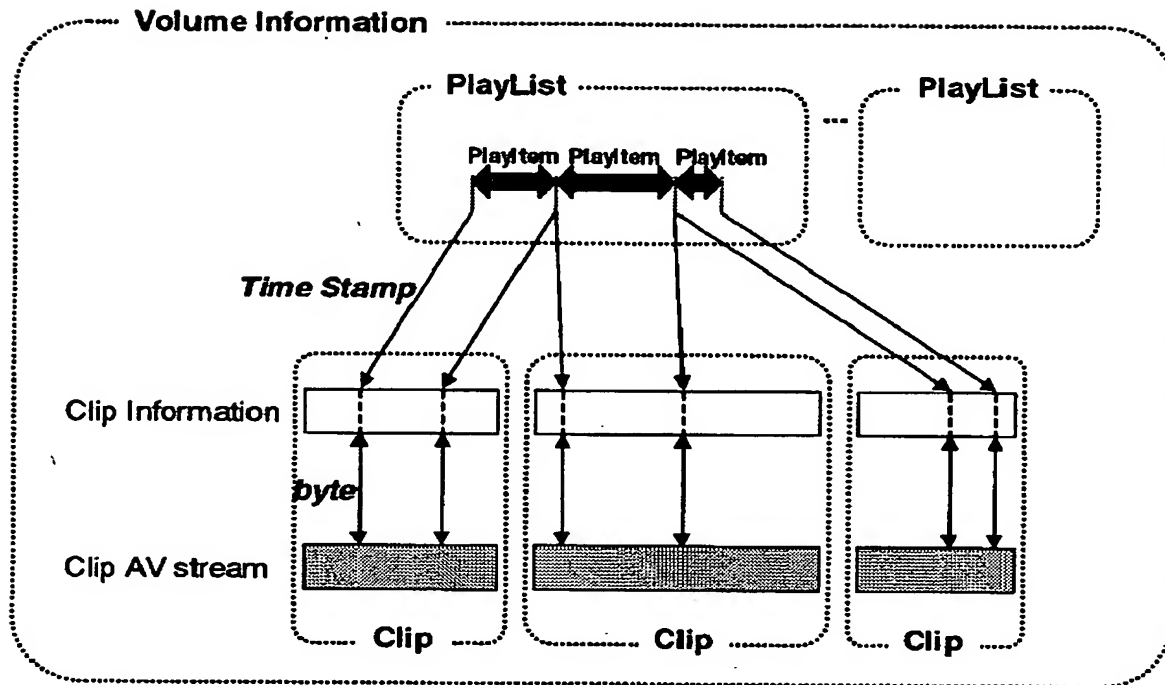 Volume Information
PlayList
...
PlayList
PlayItem PlayItem PlayItem
Time Stamp
Clip Information
byte
Clip AV stream
Clip
Clip
Clip